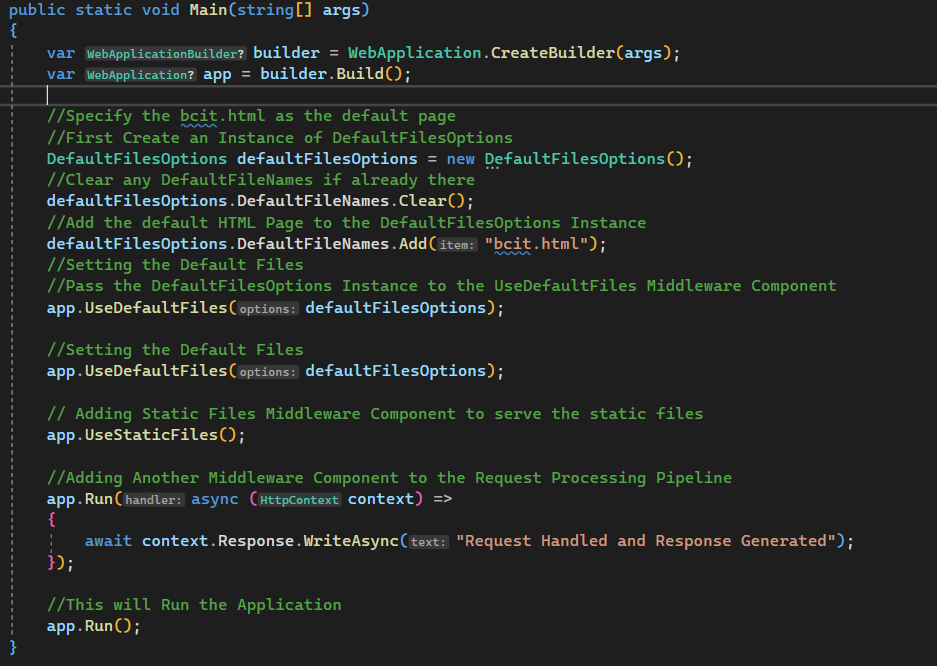 public static void Main(string[] args)
{
var WebApplicationBuilder? builder = WebApplication.CreateBuilder(args);
var WebApplication? app = builder.Build();
//Specify the bcit.html as the default page
//First Create an Instance of DefaultFilesOptions
DefaultFilesOptions defaultFilesOptions = new DefaultFilesOptions();
//Clear any DefaultFileNames if already there
defaultFilesOptions.DefaultFileNames.Clear();
//Add the default HTML Page to the DefaultFilesOptions Instance
defaultFilesOptions.DefaultFileNames.Add(item: "bcit.html");
//Setting the Default Files
//Pass the DefaultFilesOptions Instance to the UseDefaultFiles Middleware Component
app.UseDefaultFiles(options: defaultFilesOptions);
//Setting the Default Files
app.UseDefaultFiles(options: defaultFilesOptions);
// Adding Static Files Middleware Component to serve the static files
app.UseStaticFiles();
//Adding Another Middleware Component to the Request Processing Pipeline
app.Run(handler: async (HttpContext context) =>
{
await context.Response.WriteAsync(text: "Request Handled and Response Generated");
});
//This will Run the Application
app.Run();
}